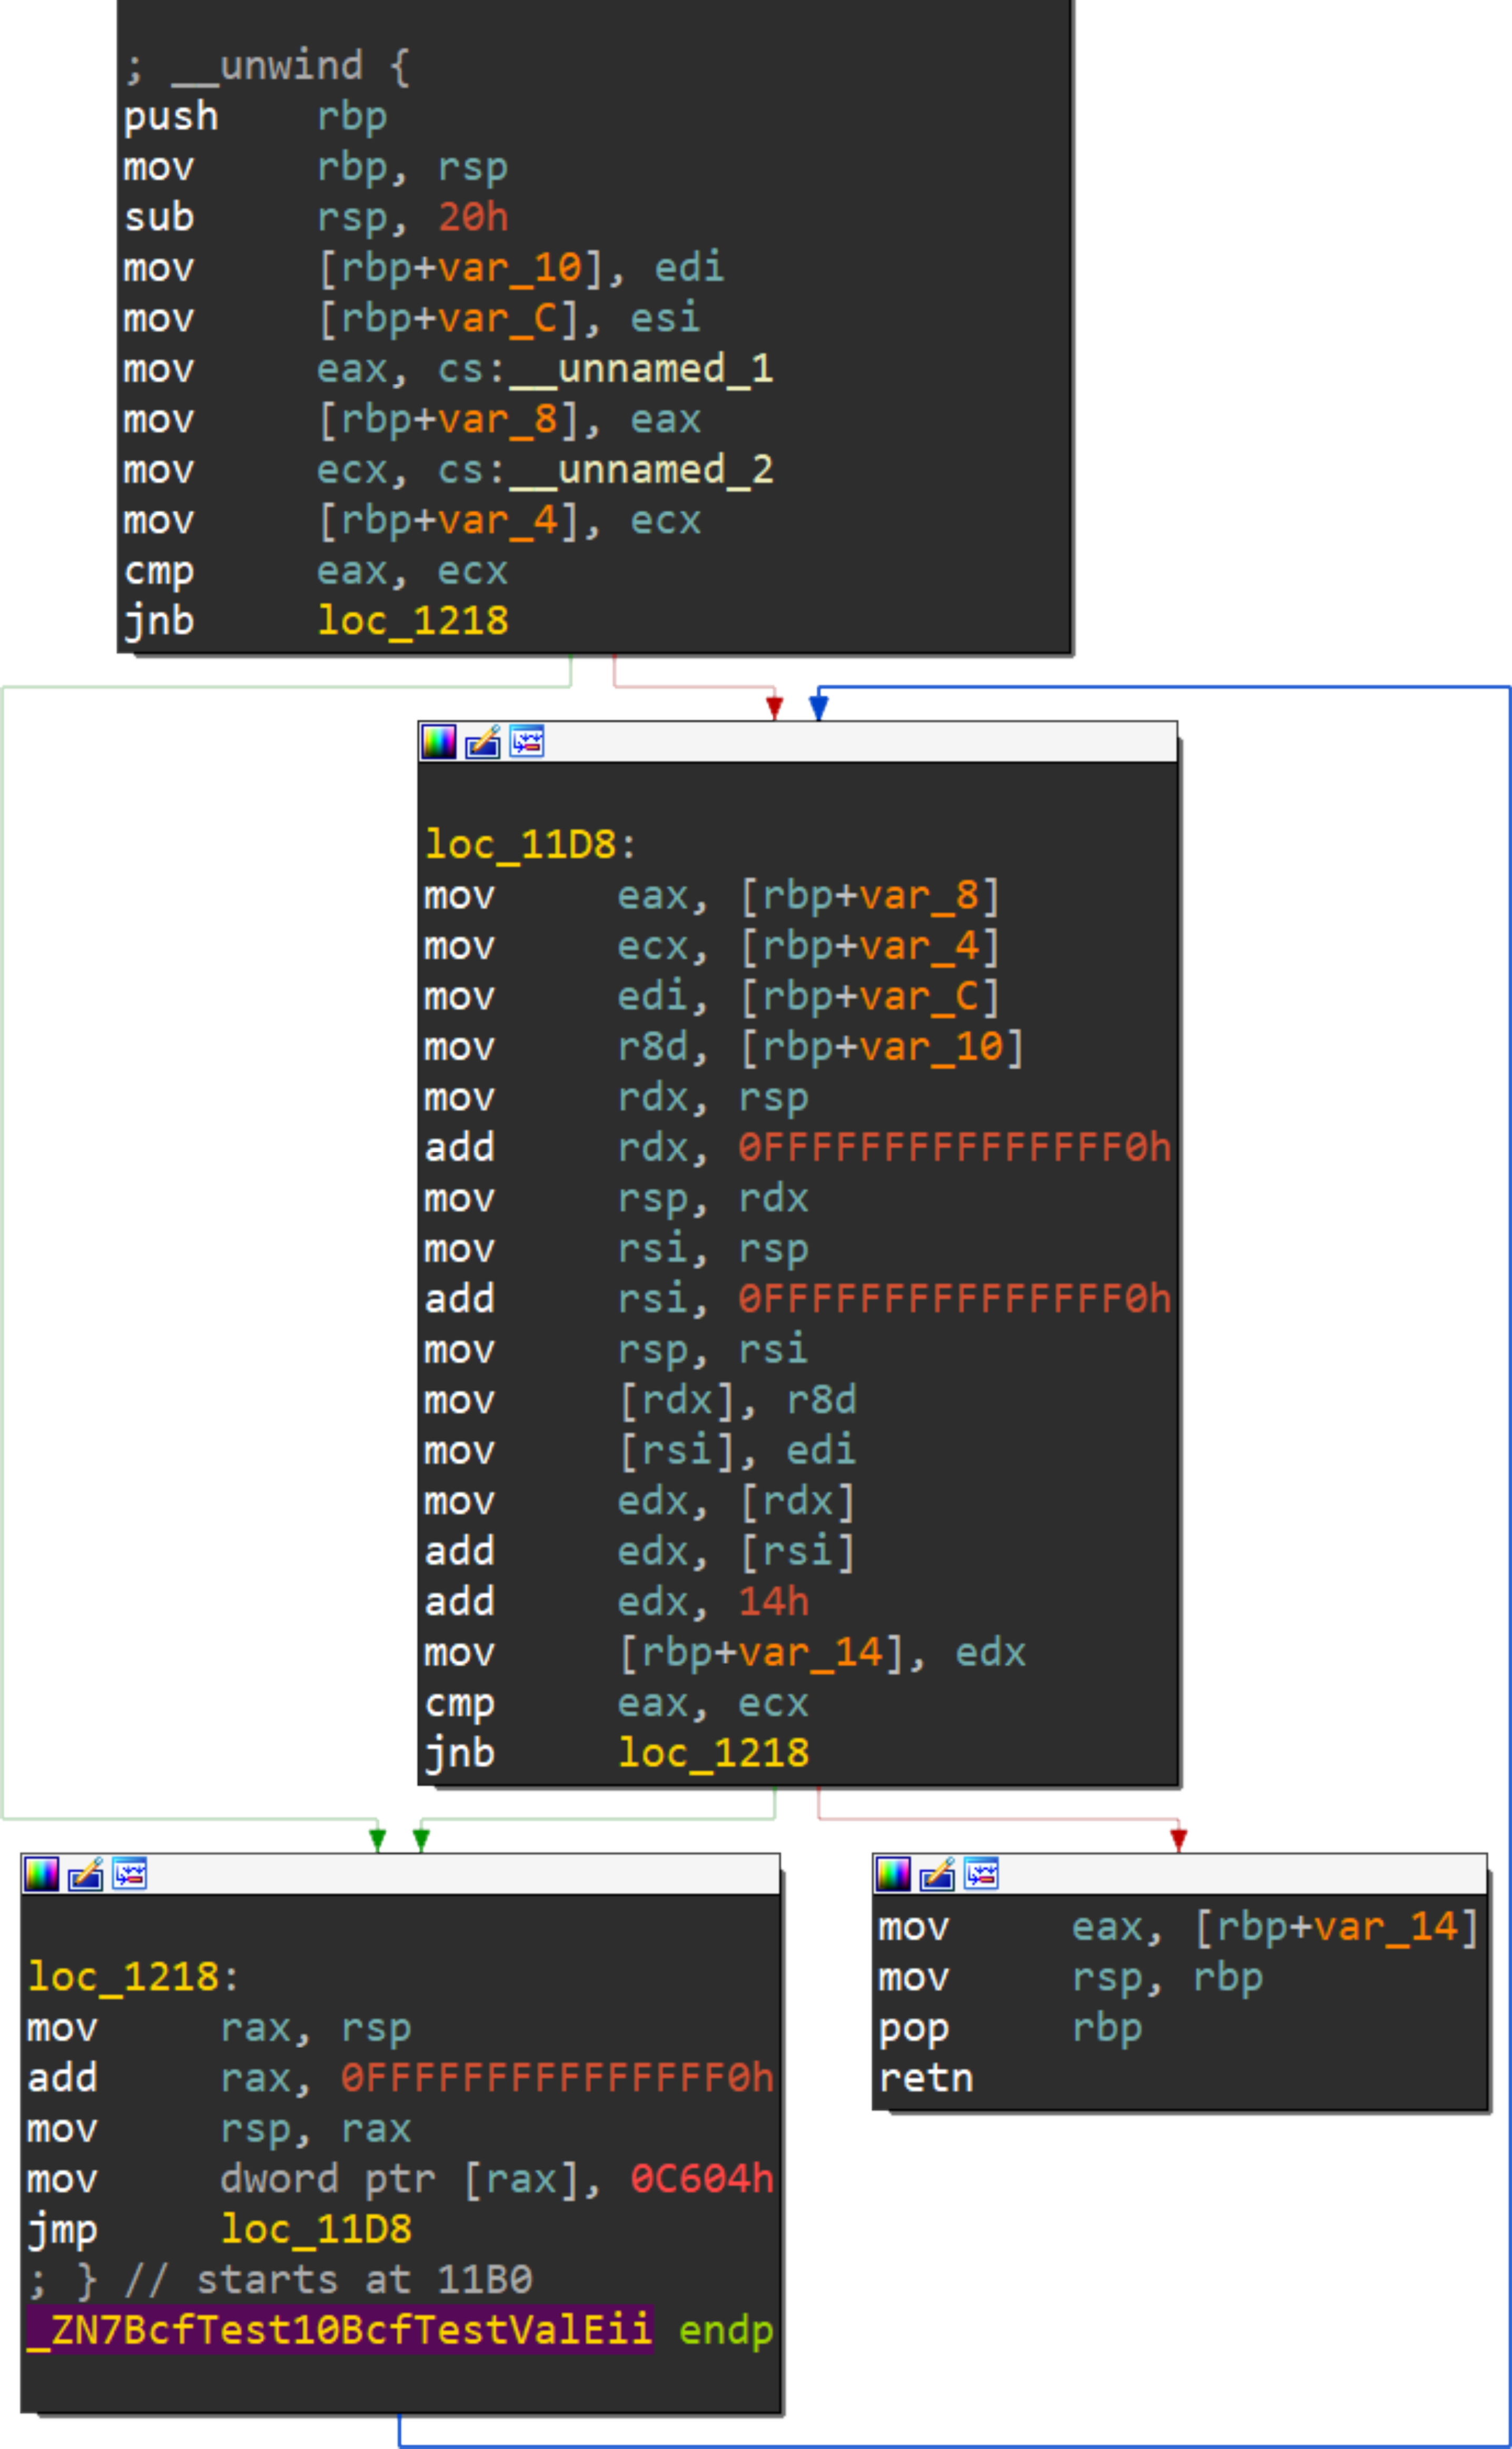 ; __unwind {
push rbp
mov rbp, rsp
sub rsp, 20h
mov [rbp+var_10], edi
mov [rbp+var_C], esi
mov eax, cs:__unnamed_1
mov [rbp+var_8], eax
mov ecx, cs:__unnamed_2
mov [rbp+var_4], ecx
cmp eax, ecx
jnb loc_1218
loc_11D8:
mov eax, [rbp+var_8]
mov ecx, [rbp+var_4]
mov edi, [rbp+var_C]
mov r8d, [rbp+var_10]
mov rdx, rsp
add rdx, 0FFFFFFFFFFFFFFF0h
mov rsp, rdx
mov rsi, rsp
add rsi, 0FFFFFFFFFFFFFFF0h
mov rsp, rsi
mov [rdx], r8d
mov [rsi], edi
mov edx, [rdx]
add edx, [rsi]
add edx, 14h
mov [rbp+var_14], edx
cmp eax, ecx
jnb loc_1218
loc_1218:
mov rax, rsp
add rax, 0FFFFFFFFFFFFFFF0h
mov rsp, rax
mov dword ptr [rax], 0C604h
jmp loc_11D8
; } // starts at 11B0
_ZN7BcfTest10BcfTestValEii endp
mov eax, [rbp+var_14]
mov rsp, rbp
pop rbp
retn